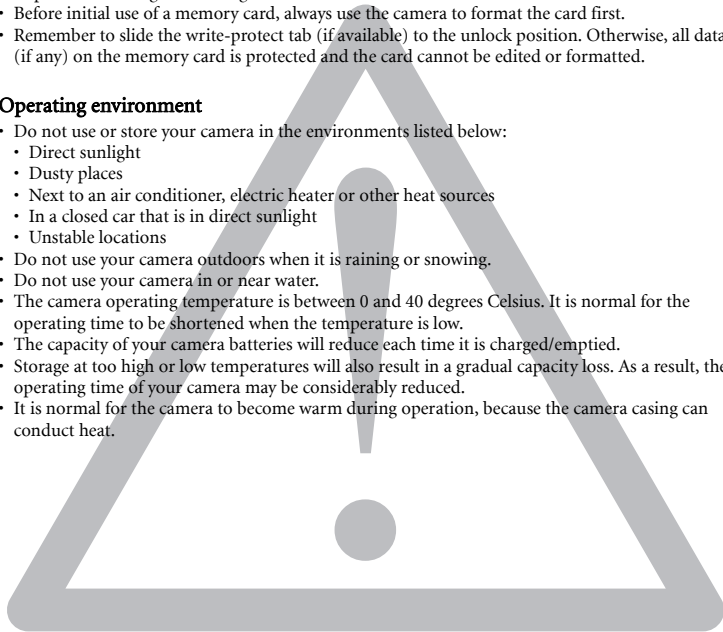 • Before initial use of a memory card, always use the camera to format the card first.
• Remember to slide the write-protect tab (if available) to the unlock position. Otherwise, all data
(if any) on the memory card is protected and the card cannot be edited or formatted.
Operating environment
• Do not use or store your camera in the environments listed below:
• Direct sunlight
• Dusty places
• Next to an air conditioner, electric heater or other heat sources
• In a closed car that is in direct sunlight
• Unstable locations
• Do not use your camera outdoors when it is raining or snowing.
• Do not use your camera in or near water.
• The camera operating temperature is between 0 and 40 degrees Celsius. It is normal for the
operating time to be shortened when the temperature is low.
• The capacity of your camera batteries will reduce each time it is charged/emptied.
• Storage at too high or low temperatures will also result in a gradual capacity loss. As a result, the
operating time of your camera may be considerably reduced.
• It is normal for the camera to become warm during operation, because the camera casing can
conduct heat.